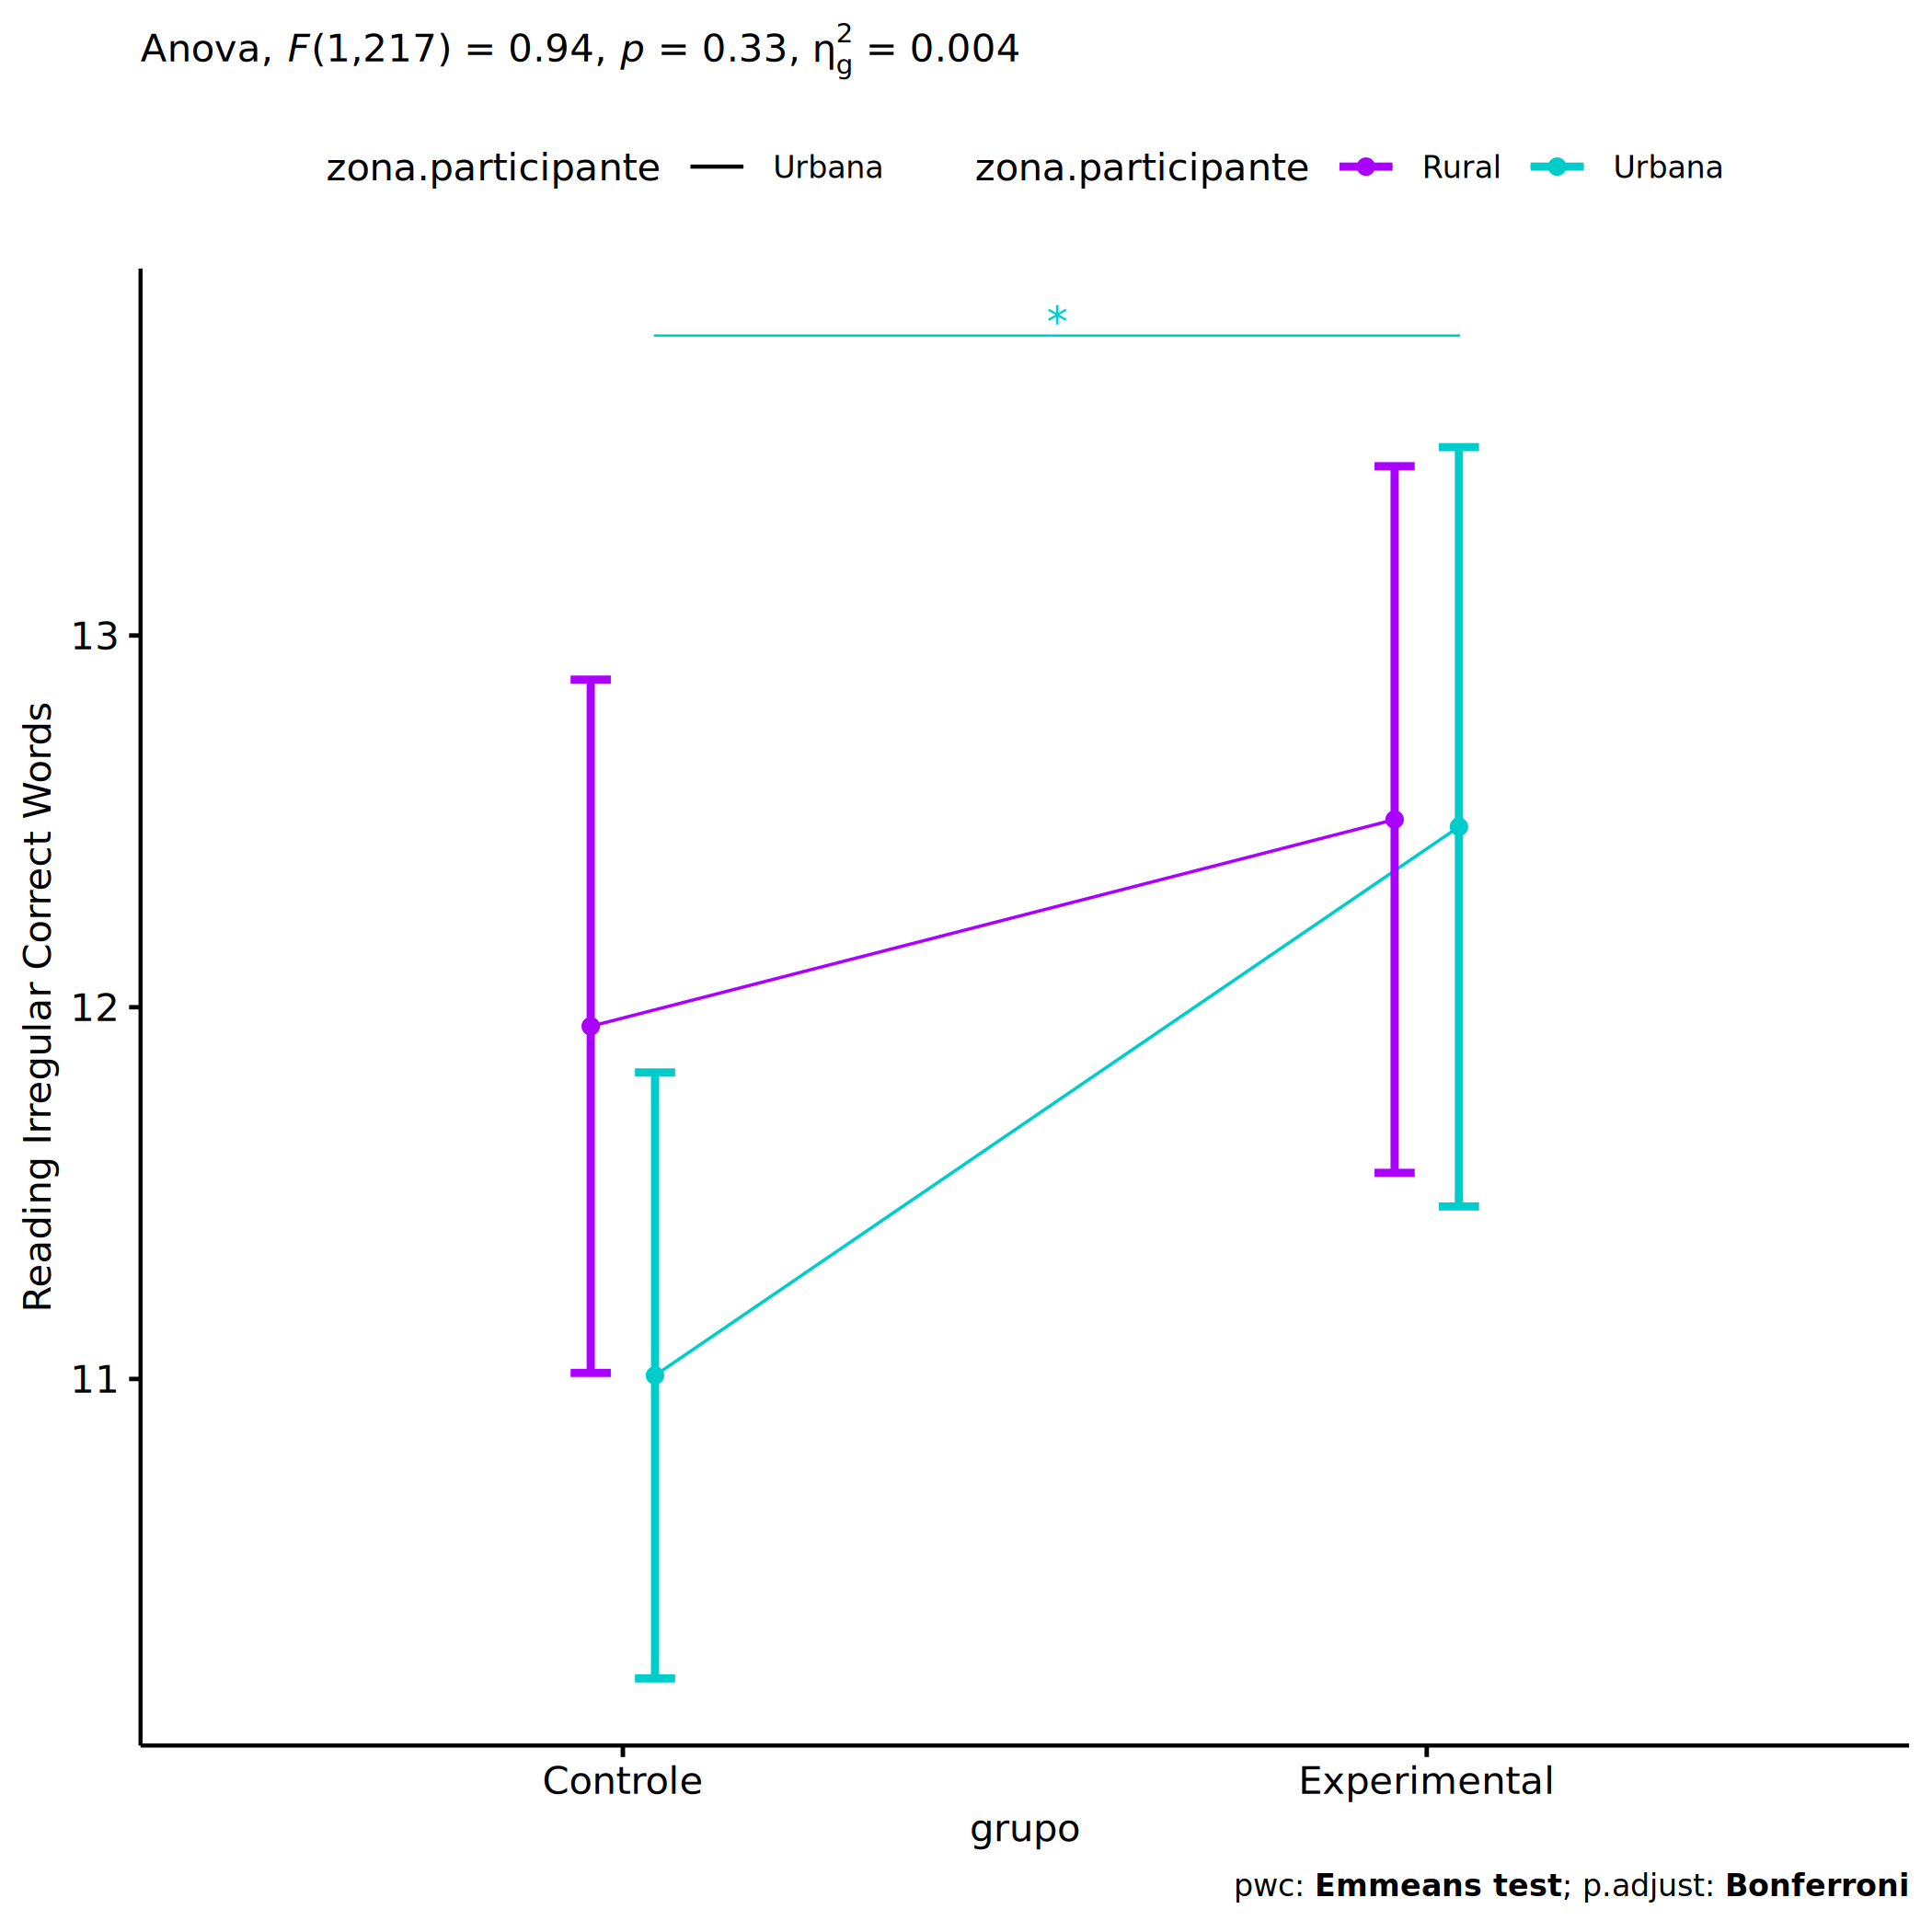 Anova, F(1,217) = 0.94, p = 0.33, η²g = 0.004
zona.participante Urbana zona.participante Rural Urbana
*
13
12
11
Reading Irregular Correct Words
Controle Experimental
grupo
pwc: Emmeans test; p.adjust: Bonferroni